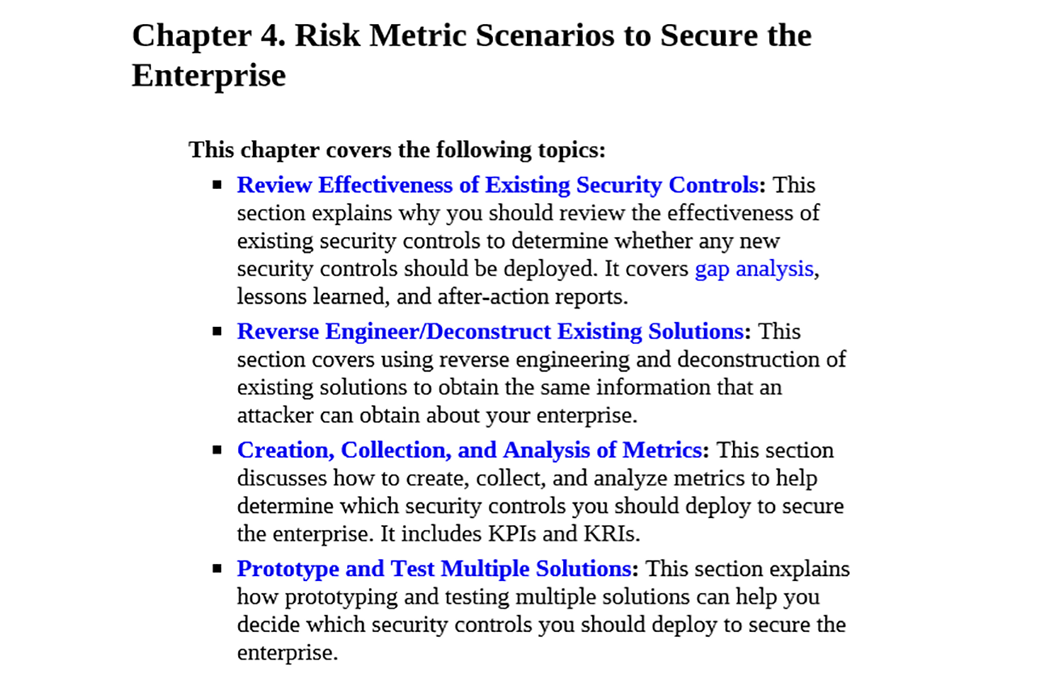 Chapter 4. Risk Metric Scenarios to Secure the
Enterprise
This chapter covers the following topics:
▪ Review Effectiveness of Existing Security Controls: This
section explains why you should review the effectiveness of
existing security controls to determine whether any new
security controls should be deployed. It covers gap analysis,
lessons learned, and after-action reports.
▪ Reverse Engineer/Deconstruct Existing Solutions: This
section covers using reverse engineering and deconstruction of
existing solutions to obtain the same information that an
attacker can obtain about your enterprise.
▪ Creation, Collection, and Analysis of Metrics: This section
discusses how to create, collect, and analyze metrics to help
determine which security controls you should deploy to secure
the enterprise. It includes KPIs and KRIs.
▪ Prototype and Test Multiple Solutions: This section explains
how prototyping and testing multiple solutions can help you
decide which security controls you should deploy to secure the
enterprise.